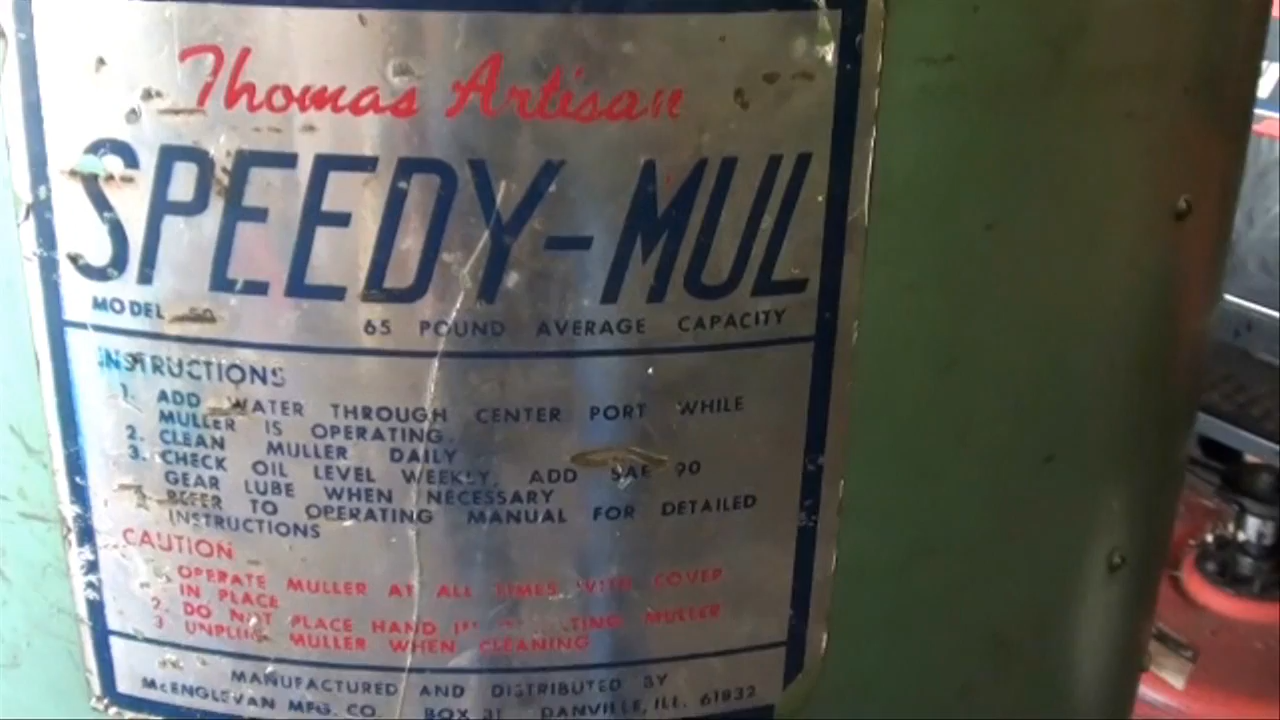 Thomas Artisan
SPEEDY-MUL
MODEL 50
65 POUND AVERAGE CAPACITY
INSTRUCTIONS
1. ADD WATER THROUGH CENTER PORT WHILE
MULLER IS OPERATING.
2. CLEAN MULLER DAILY
3. CHECK OIL LEVEL WEEKLY, ADD SAE 90
GEAR LUBE WHEN NECESSARY
REFER TO OPERATING MANUAL FOR DETAILED
INSTRUCTIONS
CAUTION
OPERATE MULLER AT ALL TIMES WITH COVER
IN PLACE
2. DO NOT PLACE HAND MULLER
3. UNPLUG MULLER WHEN CLEANING
MANUFACTURED AND DISTRIBUTED BY
McENGLEVAN MFG. CO. BOX 31 DANVILLE, ILL. 61832